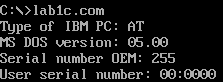 C:\>lab1c.com
Type of IBM PC: AT
MS DOS version: 05.00
Serial number OEM: 255
User serial number: 00:0000